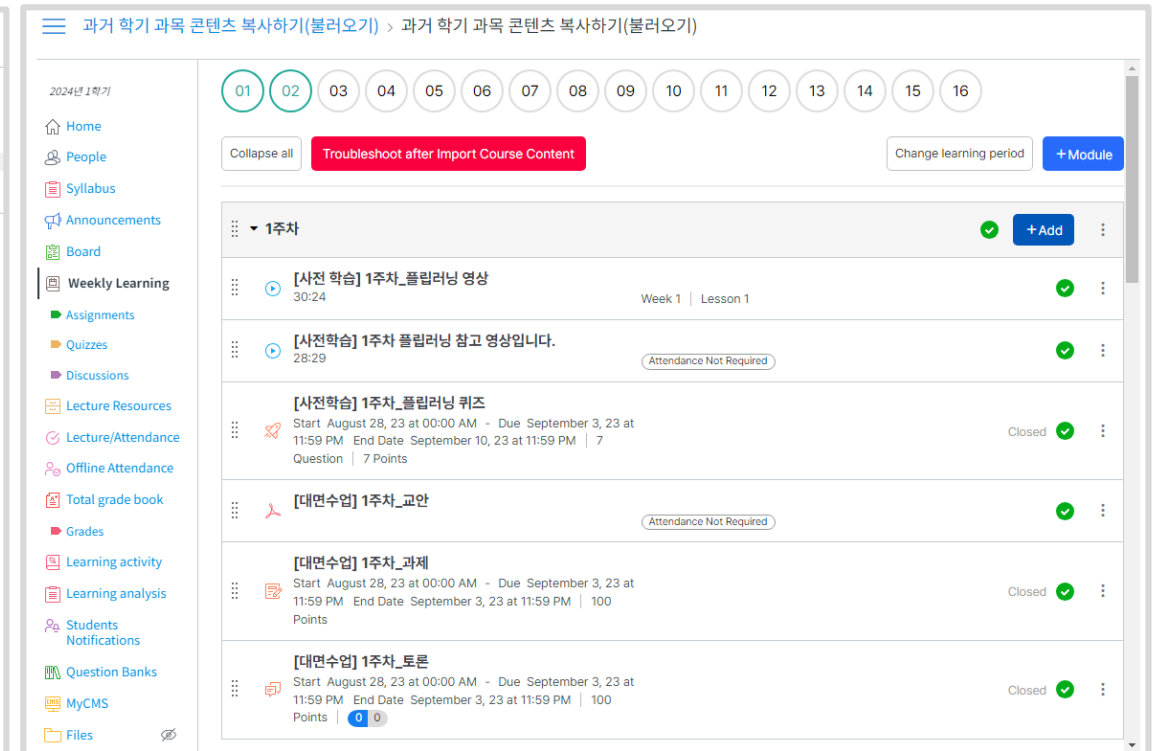 과거 학기 과목 콘텐츠 복사하기(불러오기) > 과거 학기 과목 콘텐츠 복사하기(불러오기)
2024년 1학기
Home
People
Syllabus
Announcements
Board
Weekly Learning
Assignments
Quizzes
Discussions
Lecture Resources
Lecture/Attendance
Offline Attendance
Total grade book
Grades
Learning activity
Learning analysis
Students
Notifications
Question Banks
MyCMS
Files
01 02 03 04 05 06 07 08 09 10 11 12 13 14 15 16
Collapse all Troubleshoot after Import Course Content Change learning period +Module
1주차 +Add
[사전 학습] 1주차_플립러닝 영상
30:24 Week 1 | Lesson 1
[사전학습] 1주차 플립러닝 참고 영상입니다.
28:29 Attendance Not Required
[사전학습] 1주차_플립러닝 퀴즈
Start August 28, 23 at 00:00 AM - Due September 3, 23 at
11:59 PM End Date September 10, 23 at 11:59 PM | 7 Closed
Question | 7 Points
[대면수업] 1주차_교안
Attendance Not Required
[대면수업] 1주차_과제
Start August 28, 23 at 00:00 AM - Due September 3, 23 at
11:59 PM End Date September 3, 23 at 11:59 PM | 100 Closed
Points
[대면수업] 1주차_토론
Start August 28, 23 at 00:00 AM - Due September 3, 23 at
11:59 PM End Date September 3, 23 at 11:59 PM | 100 Closed
Points | 0 0